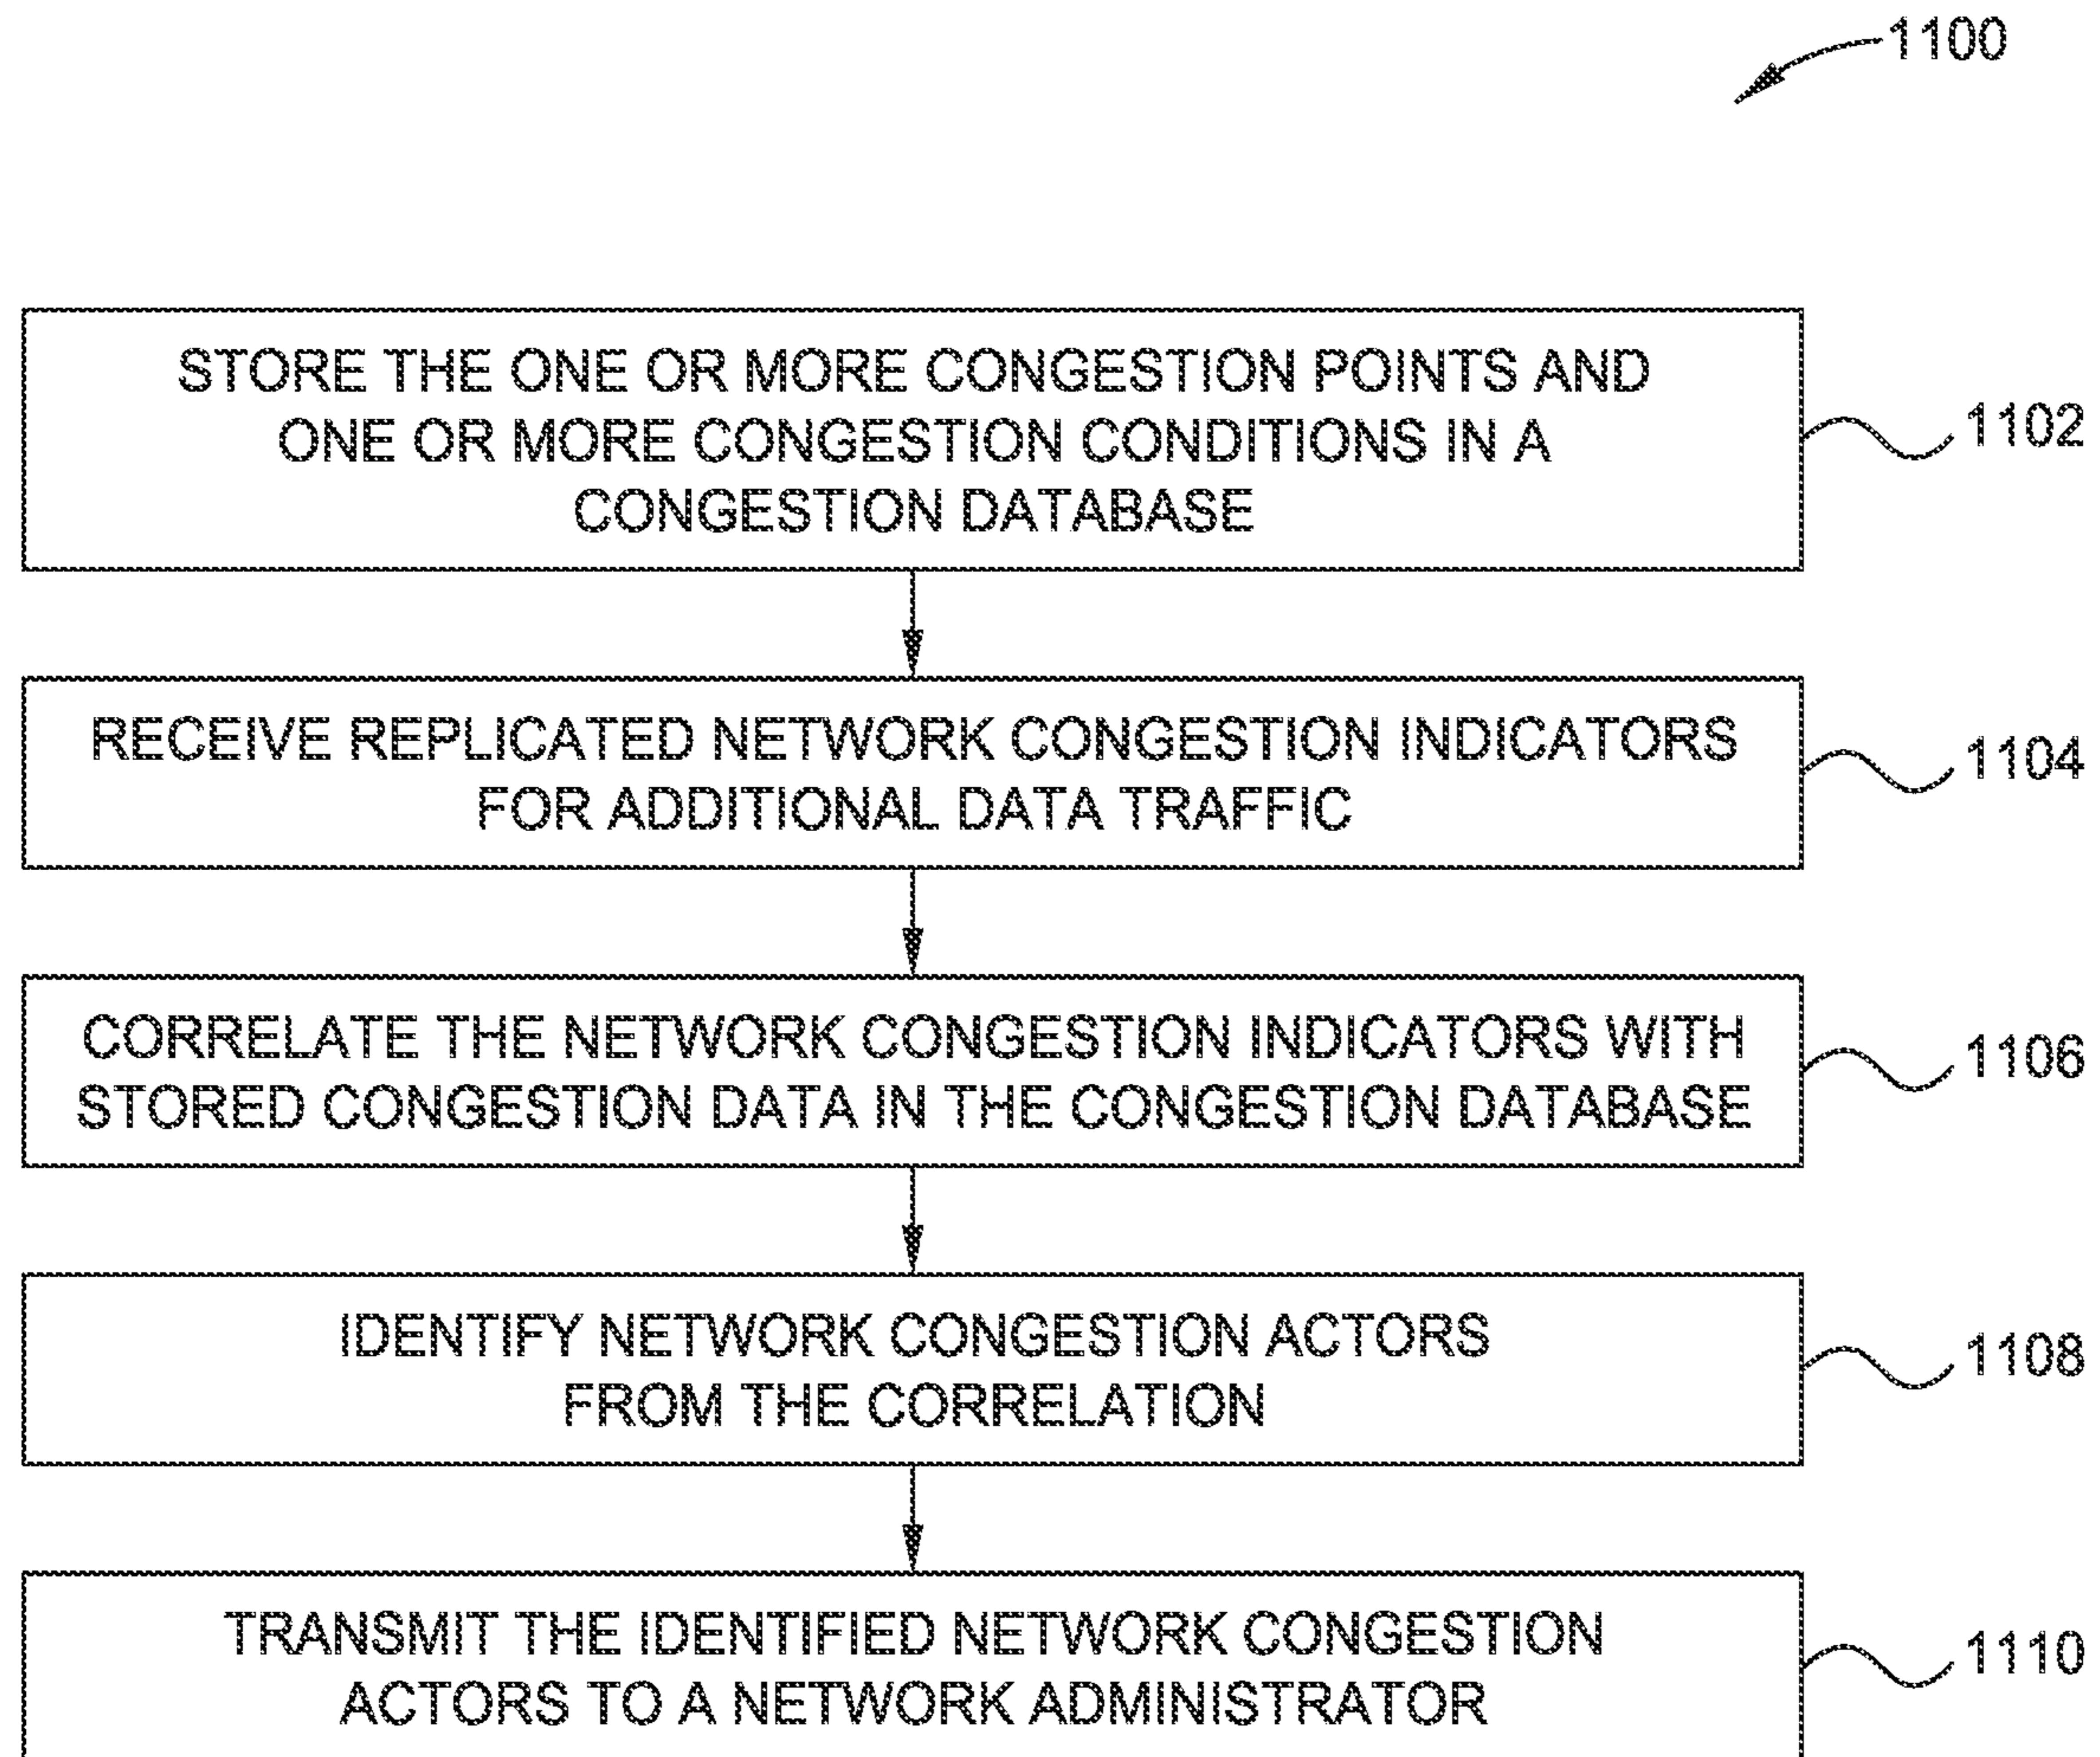 1100
STORE THE ONE OR MORE CONGESTION POINTS AND
ONE OR MORE CONGESTION CONDITIONS IN A
CONGESTION DATABASE
1102
RECEIVE REPLICATED NETWORK CONGESTION INDICATORS
FOR ADDITIONAL DATA TRAFFIC
1104
CORRELATE THE NETWORK CONGESTION INDICATORS WITH
STORED CONGESTION DATA IN THE CONGESTION DATABASE
1106
IDENTIFY NETWORK CONGESTION ACTORS
FROM THE CORRELATION
1108
TRANSMIT THE IDENTIFIED NETWORK CONGESTION
ACTORS TO A NETWORK ADMINISTRATOR
1110